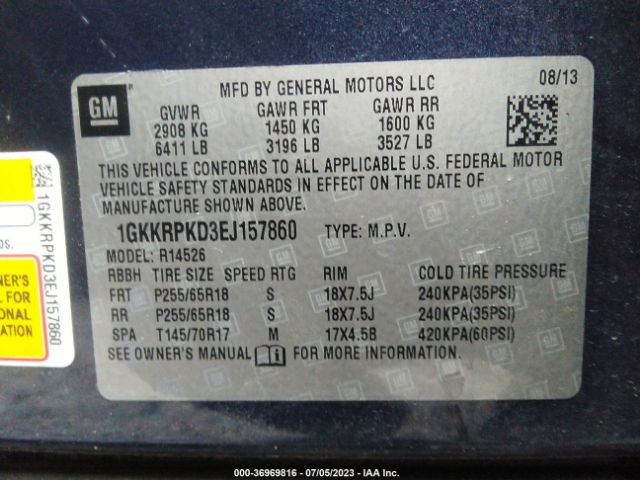 MFD BY GENERAL MOTORS LLC
08/13
GM
GVWR GAWR FRT GAWR RR
2908 KG 1450 KG 1600 KG
6411 LB 3196 LB 3527 LB
THIS VEHICLE CONFORMS TO ALL APPLICABLE U.S. FEDERAL MOTOR
VEHICLE SAFETY STANDARDS IN EFFECT ON THE DATE OF
MANUFACTURE SHOWN ABOVE.
1GKKRPKD3EJ157860 TYPE: M.P.V.
MODEL: R14526
RBBH TIRE SIZE SPEED RTG RIM COLD TIRE PRESSURE
FRT P255/65R18 S 18X7.5J 240KPA(35PSI)
RR P255/65R18 S 18X7.5J 240KPA(35PSI)
SPA T145/70R17 M 17X4.5B 420KPA(60PSI)
SEE OWNER'S MANUAL FOR MORE INFORMATION.
1GKKRPKD3EJ157860
000-36969816 - 07/05/2023 - IAA Inc.